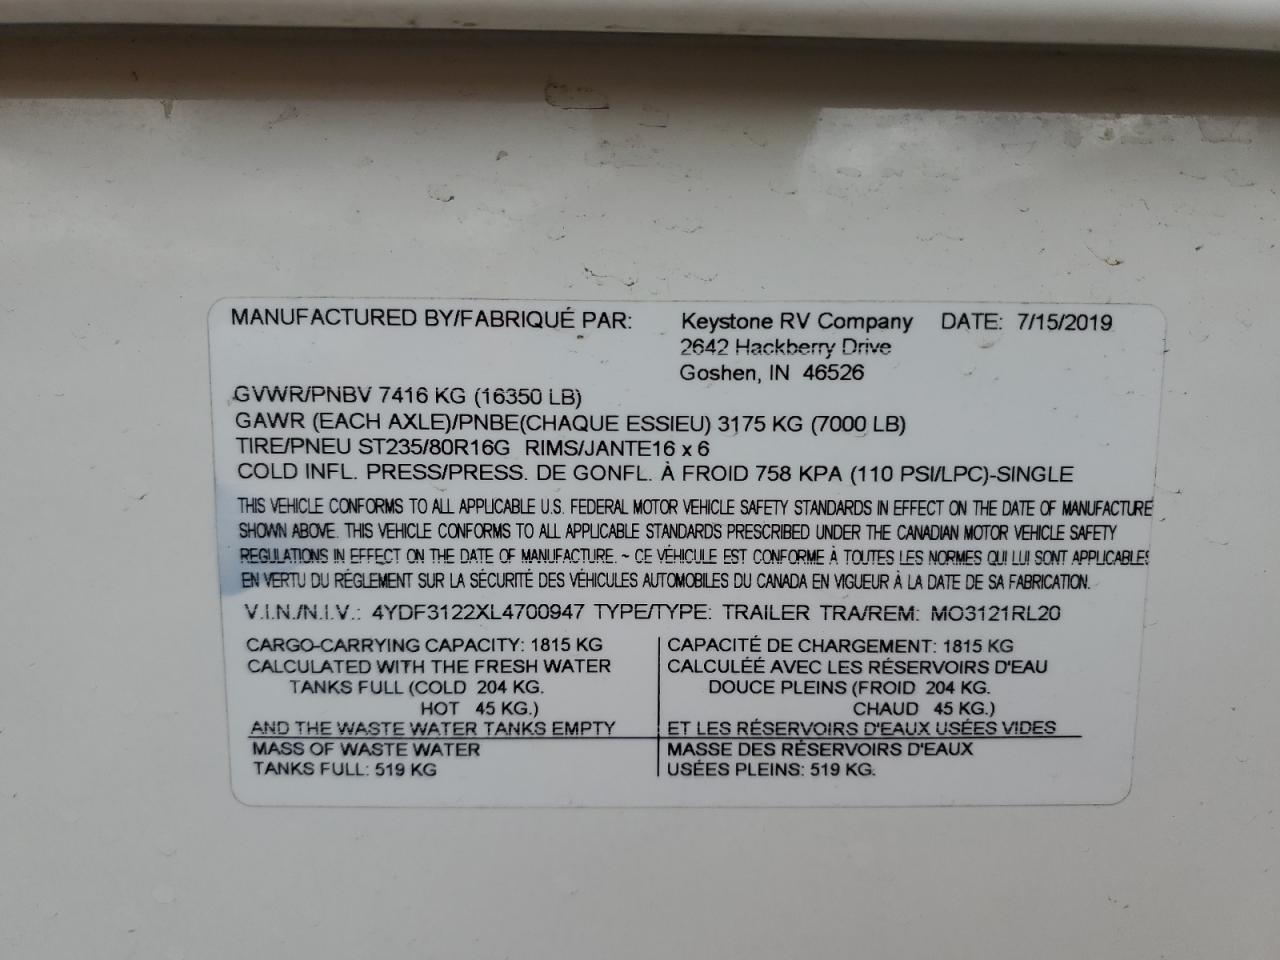 MANUFACTURED BY/FABRIQUÉ PAR: Keystone RV Company DATE: 7/15/2019
2642 Hackberry Drive
Goshen, IN 46526
GVWR/PNBV 7416 KG (16350 LB)
GAWR (EACH AXLE)/PNBE(CHAQUE ESSIEU) 3175 KG (7000 LB)
TIRE/PNEU ST235/80R16G RIMS/JANTE16 x 6
COLD INFL. PRESS/PRESS. DE GONFL. À FROID 758 KPA (110 PSI/LPC)-SINGLE
THIS VEHICLE CONFORMS TO ALL APPLICABLE U.S. FEDERAL MOTOR VEHICLE SAFETY STANDARDS IN EFFECT ON THE DATE OF MANUFACTURE
SHOWN ABOVE. THIS VEHICLE CONFORMS TO ALL APPLICABLE STANDARDS PRESCRIBED UNDER THE CANADIAN MOTOR VEHICLE SAFETY
REGULATIONS IN EFFECT ON THE DATE OF MANUFACTURE. ~ CE VÉHICULE EST CONFORME À TOUTES LES NORMES QUI LUI SONT APPLICABLES
EN VERTU DU RÉGLEMENT SUR LA SÉCURITÉ DES VÉHICULES AUTOMOBILES DU CANADA EN VIGUEUR À LA DATE DE SA FABRICATION.
V.I.N./N.I.V.: 4YDF3122XL4700947 TYPE/TYPE: TRAILER TRA/REM: MO3121RL20
CARGO-CARRYING CAPACITY: 1815 KG
CALCULATED WITH THE FRESH WATER
TANKS FULL (COLD 204 KG.
HOT 45 KG.)
AND THE WASTE WATER TANKS EMPTY
MASS OF WASTE WATER
TANKS FULL: 519 KG
CAPACITÉ DE CHARGEMENT: 1815 KG
CALCULÉE AVEC LES RÉSERVOIRS D'EAU
DOUCE PLEINS (FROID 204 KG.
CHAUD 45 KG.)
ET LES RÉSERVOIRS D'EAUX USÉES VIDES
MASSE DES RÉSERVOIRS D'EAUX
USÉES PLEINS: 519 KG.